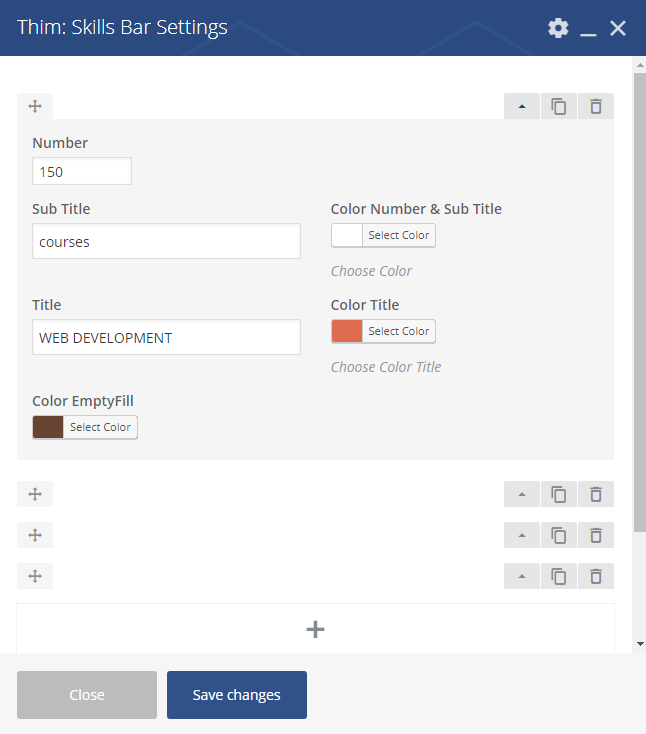 Thim: Skills Bar Settings
Number
150
Sub Title
Color Number & Sub Title
courses
Select Color
Choose Color
Title
Color Title
WEB DEVELOPMENT
Select Color
Choose Color Title
Color EmptyFill
Select Color
Close
Save changes